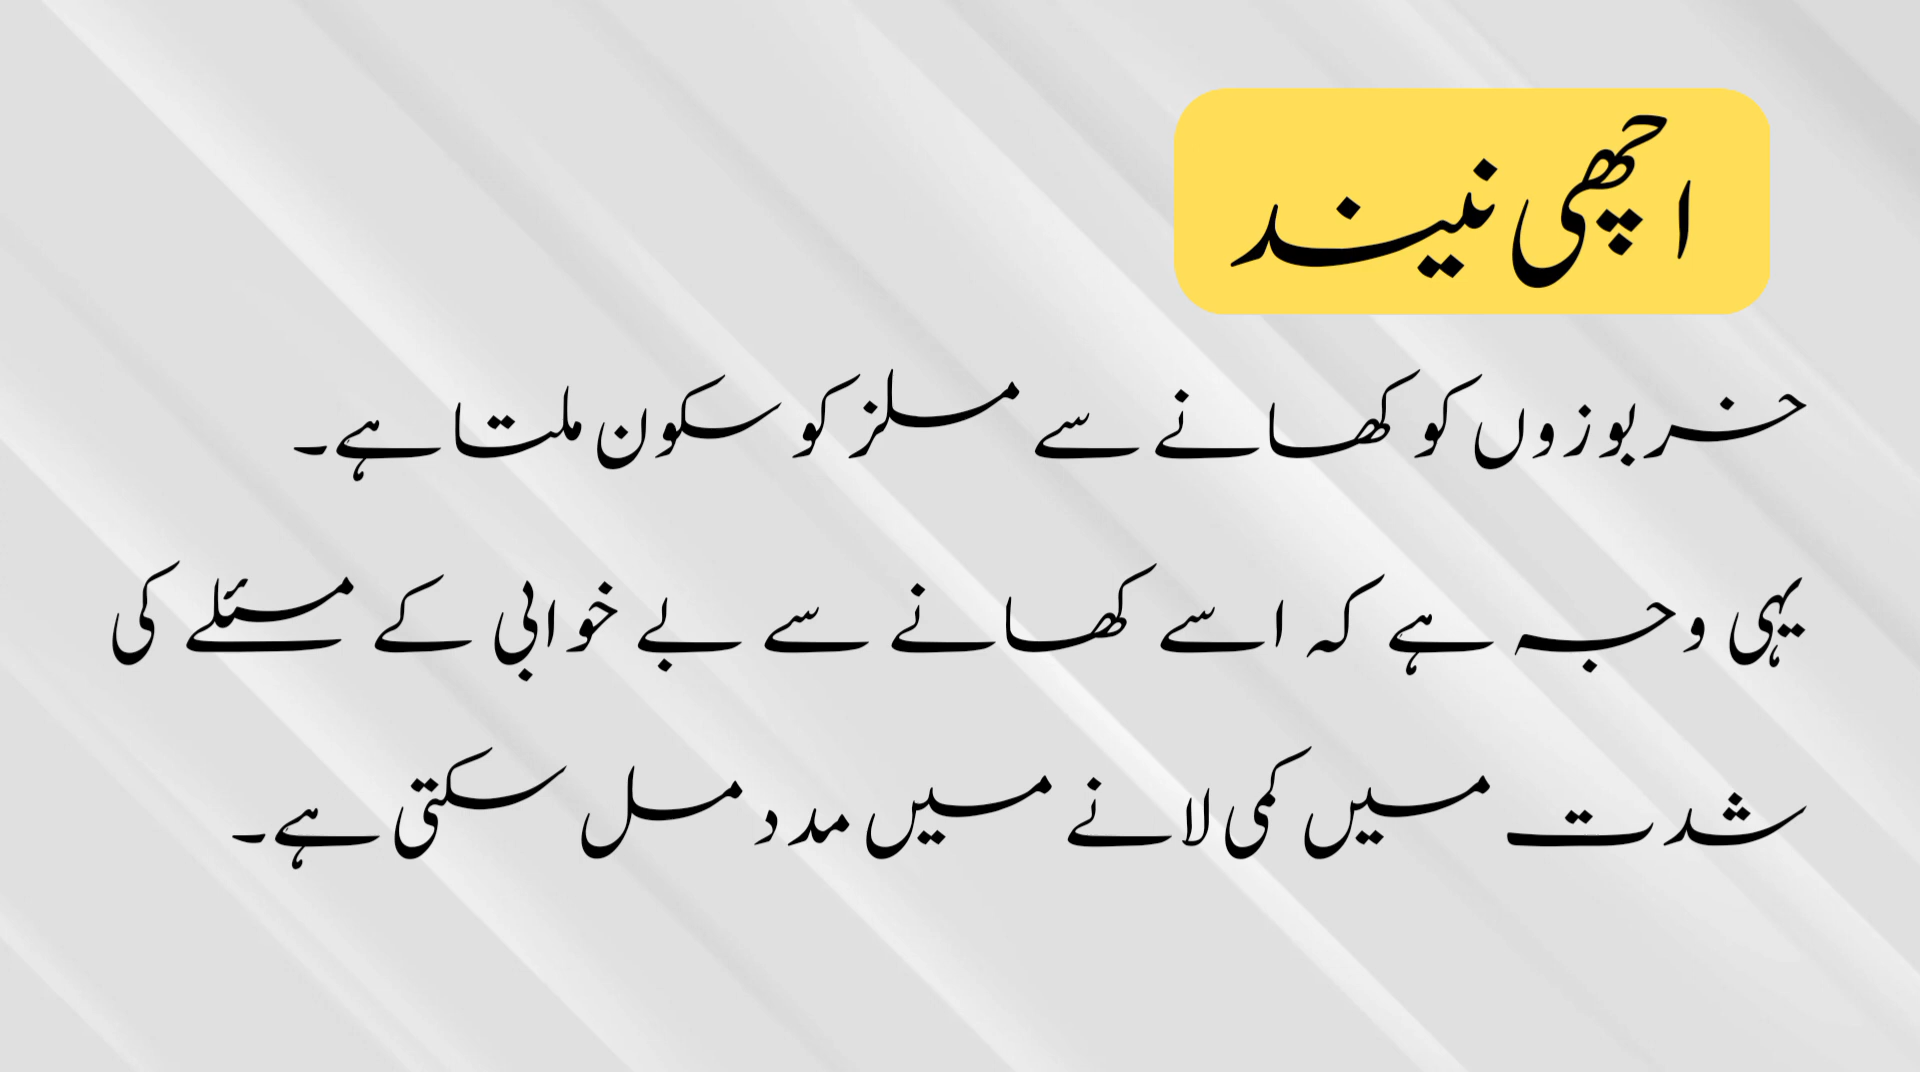 اچھی نیند
خربوزوں کو کھانے سے مسلز کو سکون ملتا ہے۔
یہی وجہ ہے کہ اسے کھانے سے بے خوابی کے مسئلے کی
شدت میں کمی لانے میں مدد مل سکتی ہے۔